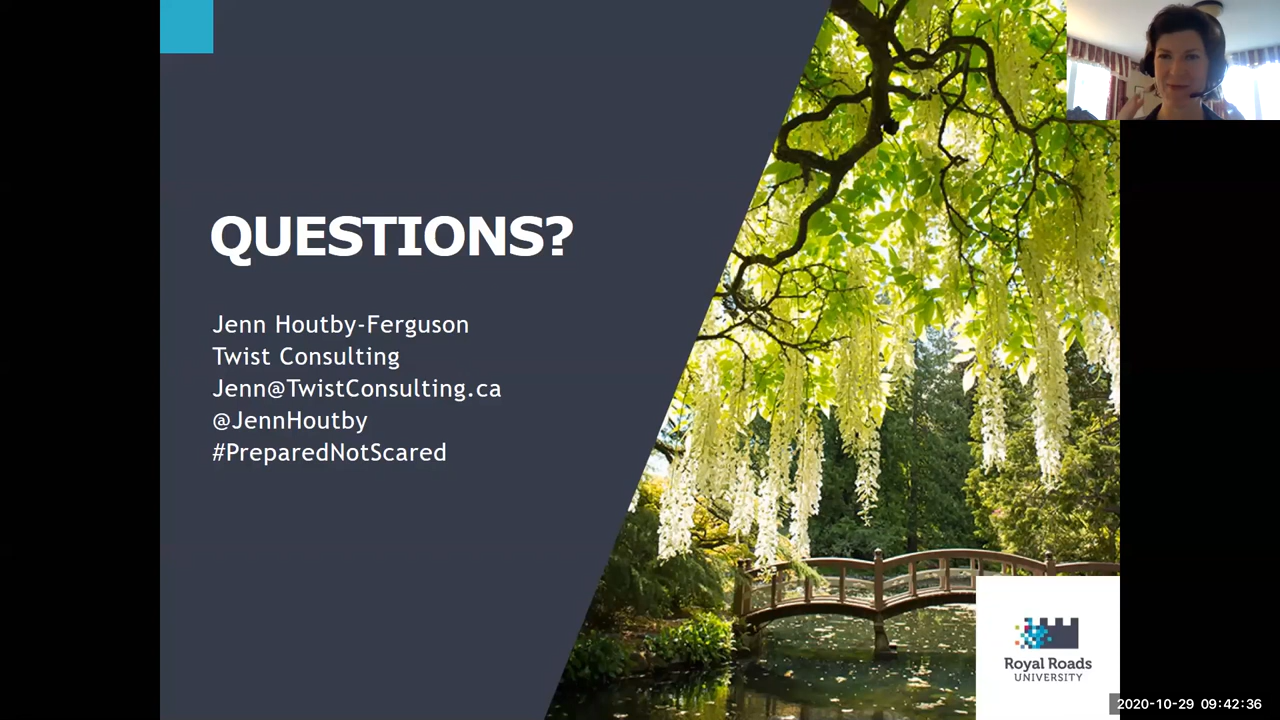 QUESTIONS?
Jenn Houtby-Ferguson
Twist Consulting
Jenn@TwistConsulting.ca
@JennHoutby
#PreparedNotScared
Royal Roads
UNIVERSITY
2020-10-29 09:42:36